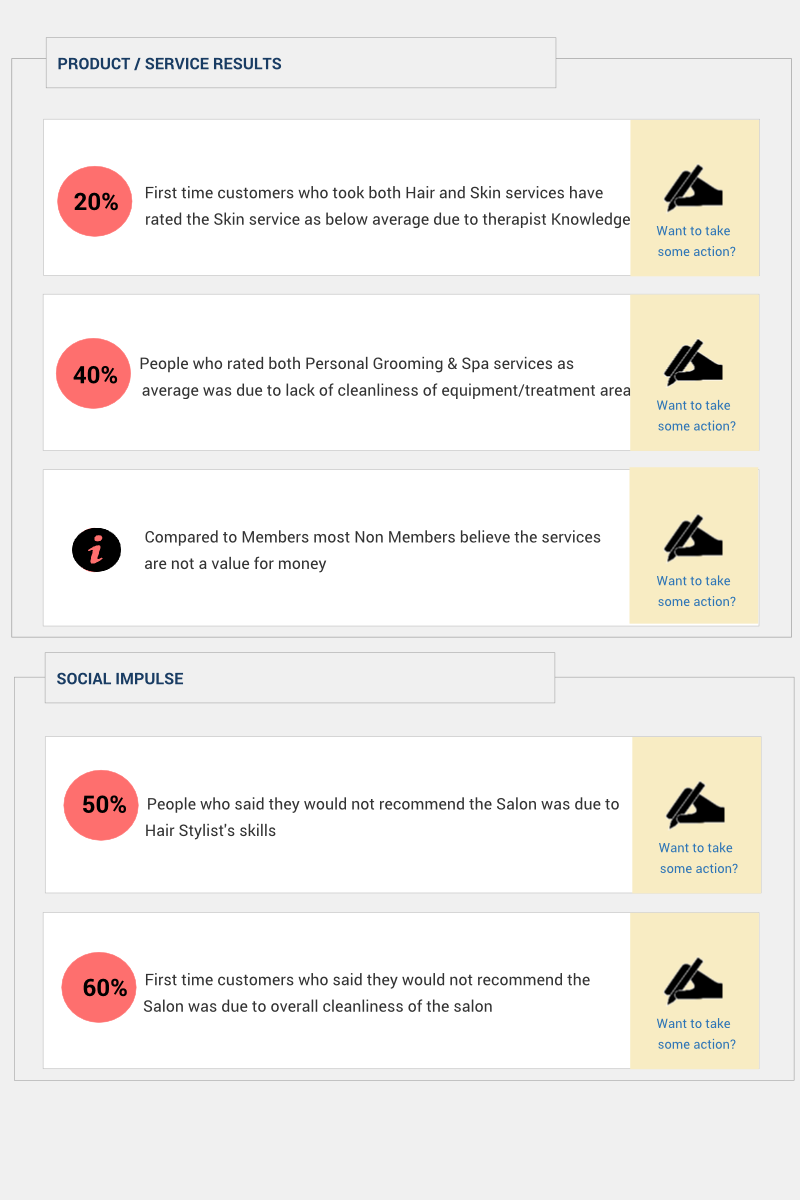 PRODUCT / SERVICE RESULTS
20%
First time customers who took both Hair and Skin services have
rated the Skin service as below average due to therapist Knowledge
Want to take
some action?
40%
People who rated both Personal Grooming & Spa services as
average was due to lack of cleanliness of equipment/treatment area
Want to take
some action?
i
Compared to Members most Non Members believe the services
are not a value for money
Want to take
some action?
SOCIAL IMPULSE
50%
People who said they would not recommend the Salon was due to
Hair Stylist's skills
Want to take
some action?
60%
First time customers who said they would not recommend the
Salon was due to overall cleanliness of the salon
Want to take
some action?